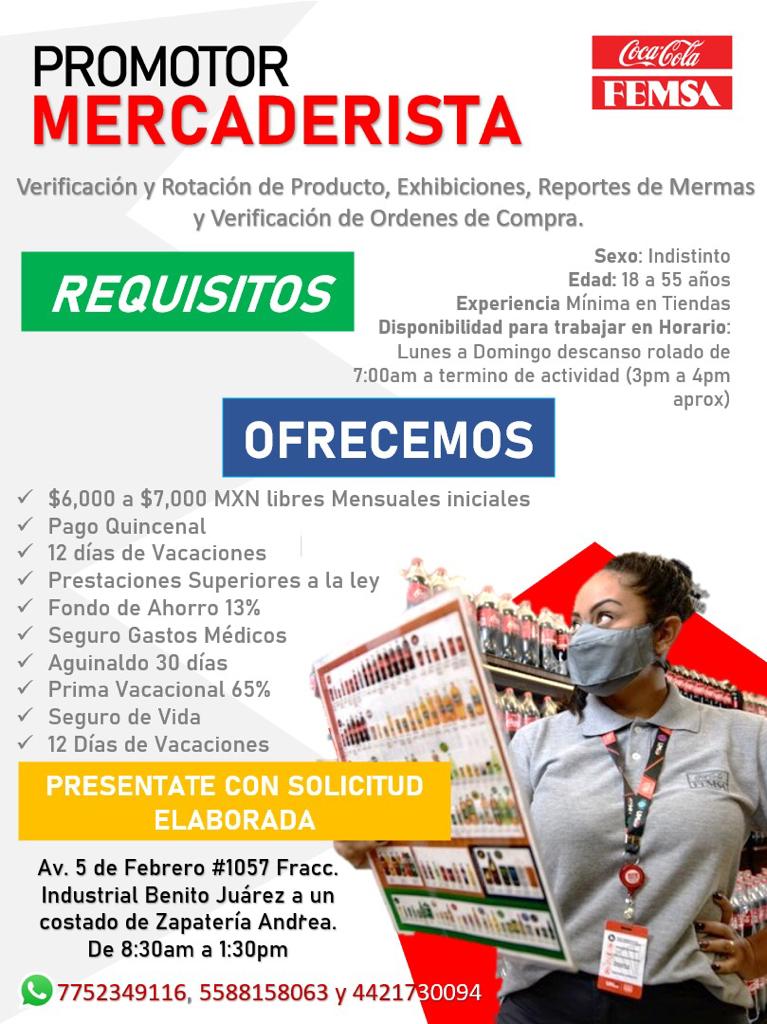 PROMOTOR
MERCADERISTA
Coca-Cola
FEMSA
Verificación y Rotación de Producto, Exhibiciones, Reportes de Mermas
y Verificación de Ordenes de Compra.
REQUISITOS
Sexo: Indistinto
Edad: 18 a 55 años
Experiencia Mínima en Tiendas
Disponibilidad para trabajar en Horario:
Lunes a Domingo descanso rolado de
7:00am a termino de actividad (3pm a 4pm
aprox)
OFRECEMOS
✓ $6,000 a $7,000 MXN libres Mensuales iniciales
✓ Pago Quincenal
✓ 12 días de Vacaciones
✓ Prestaciones Superiores a la ley
✓ Fondo de Ahorro 13%
✓ Seguro Gastos Médicos
✓ Aguinaldo 30 días
✓ Prima Vacacional 65%
✓ Seguro de Vida
✓ 12 Días de Vacaciones
PRESENTATE CON SOLICITUD
ELABORADA
Av. 5 de Febrero #1057 Fracc.
Industrial Benito Juárez a un
costado de Zapatería Andrea.
De 8:30am a 1:30pm
7752349116, 5588158063 y 4421730094
FEMSA